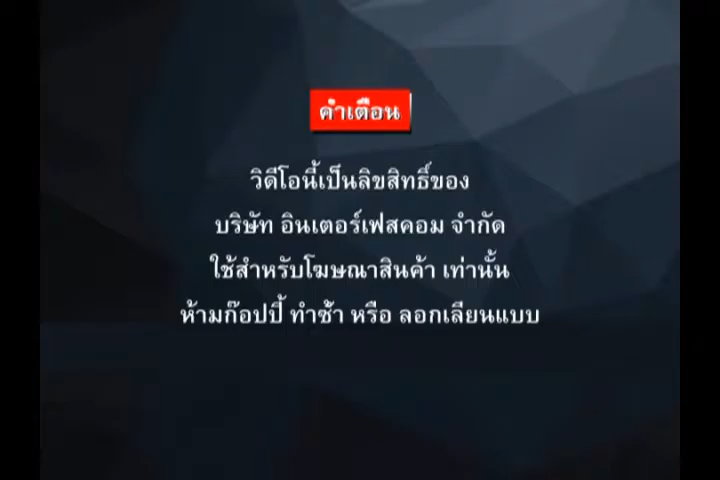 คำเตือน
วิดีโอนี้เป็นลิขสิทธิ์ของ
บริษัท อินเตอร์เฟสคอม จำกัด
ใช้สำหรับโฆษณาสินค้า เท่านั้น
ห้ามก๊อปปี้ ทำซ้ำ หรือ ลอกเลียนแบบ